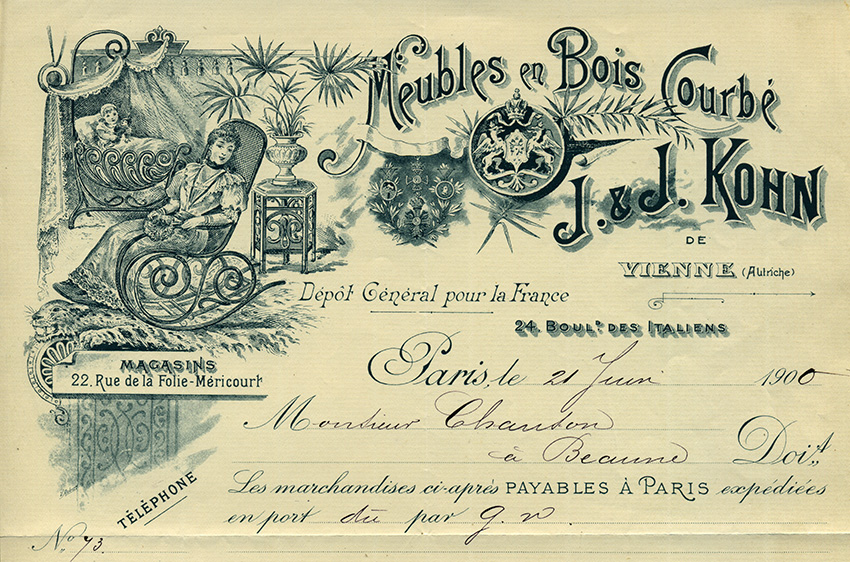 Meubles en Bois Courbé
J. & J. KOHN
DE
VIENNE (Autriche)
Dépôt Général pour la France
24. BOUL.D DES ITALIENS
MAGASINS
22. Rue de la Folie-Méricourt
Paris, le 21 Juin 1900
Monsieur Chanson
à Beaune Doit
Les marchandises ci-après PAYABLES À PARIS expédiées
en port dû par g. v.
TÉLÉPHONE
No 73.